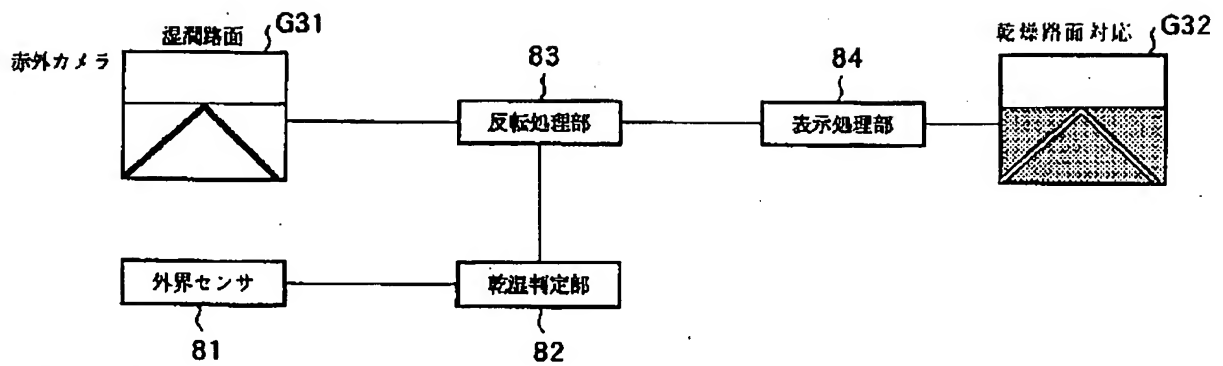 湿潤路面 G31
赤外カメラ
83
反転処理部
84
表示処理部
乾燥路面対応 G32
外界センサ
81
乾湿判定部
82